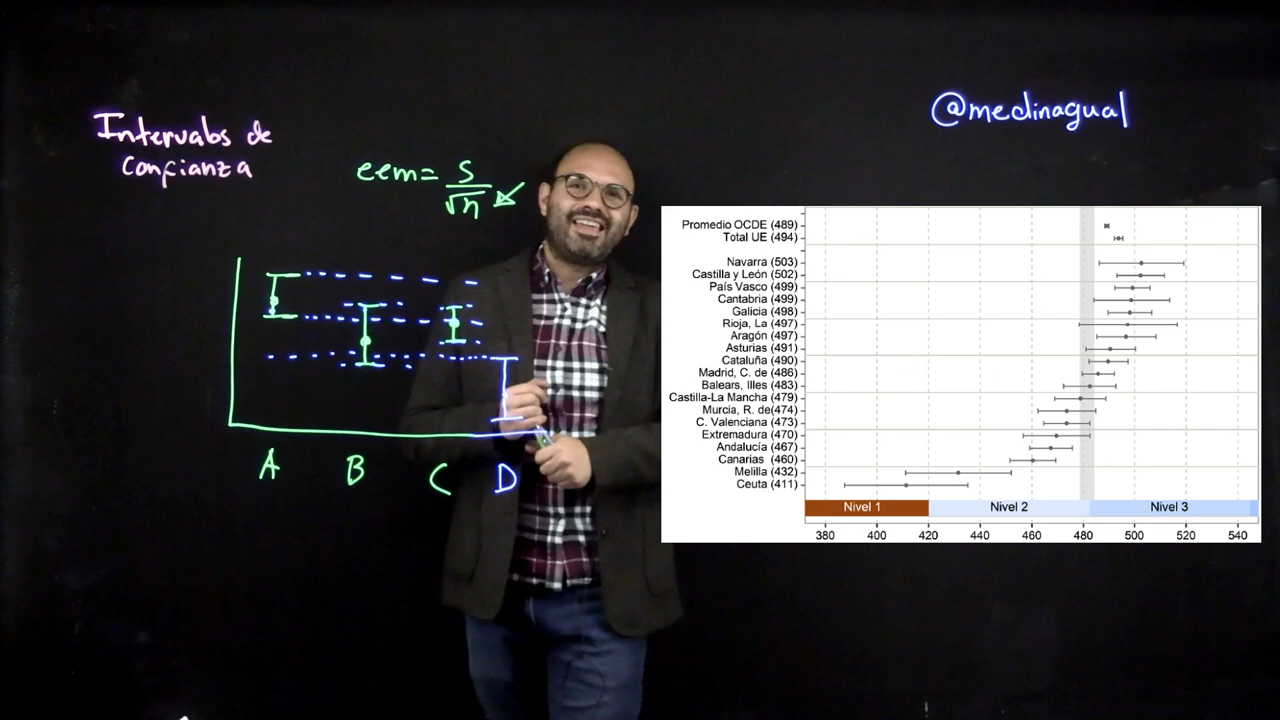 Intervalos de
Confianza
eem = S
√n
@medinagual
A B C D
Promedio OCDE (489)
Total UE (494)
Navarra (503)
Castilla y León (502)
País Vasco (499)
Cantabria (499)
Galicia (498)
Rioja, La (497)
Aragón (497)
Asturias (491)
Cataluña (490)
Madrid, C. de (486)
Balears, Illes (483)
Castilla-La Mancha (479)
Murcia, R. de(474)
C. Valenciana (473)
Extremadura (470)
Andalucía (467)
Canarias (460)
Melilla (432)
Ceuta (411)
Nivel 1 Nivel 2 Nivel 3
380 400 420 440 460 480 500 520 540